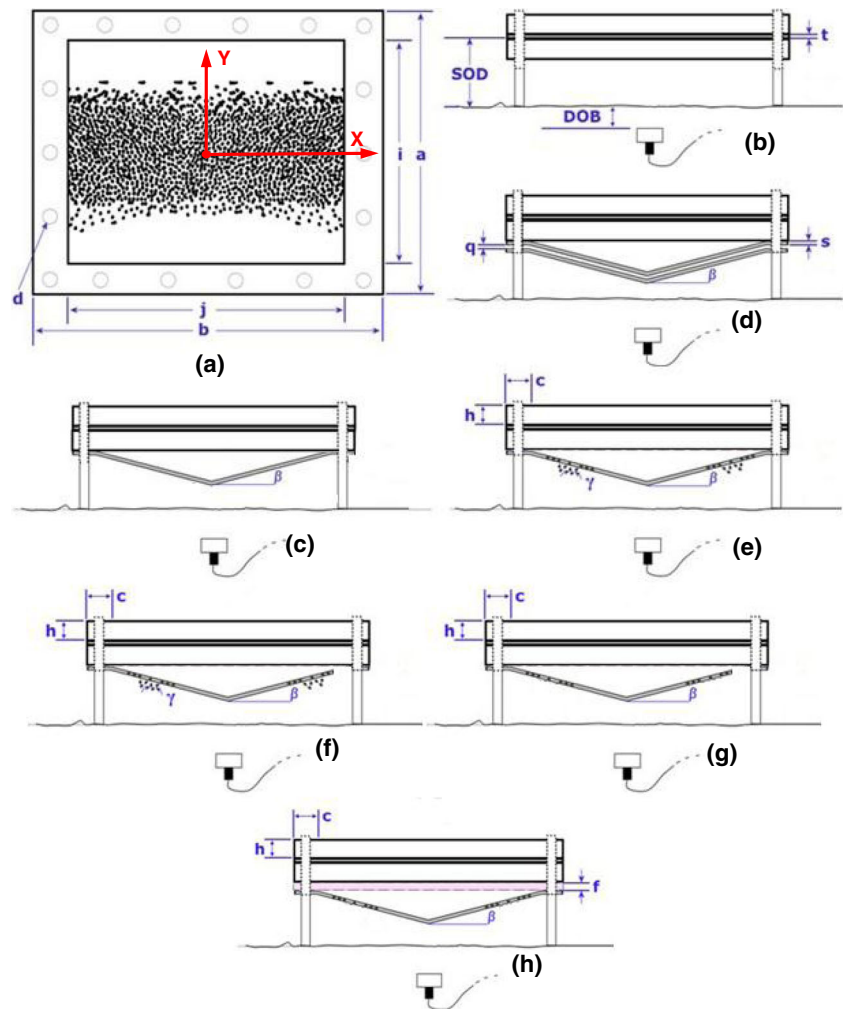 Y
X
i
a
d
j
b
(a)
t
SOD
DOB
(b)
q
s
β
(d)
β
(c)
c
h
γ
β
(e)
c
h
γ
β
(f)
c
h
β
(g)
c
h
f
β
(h)